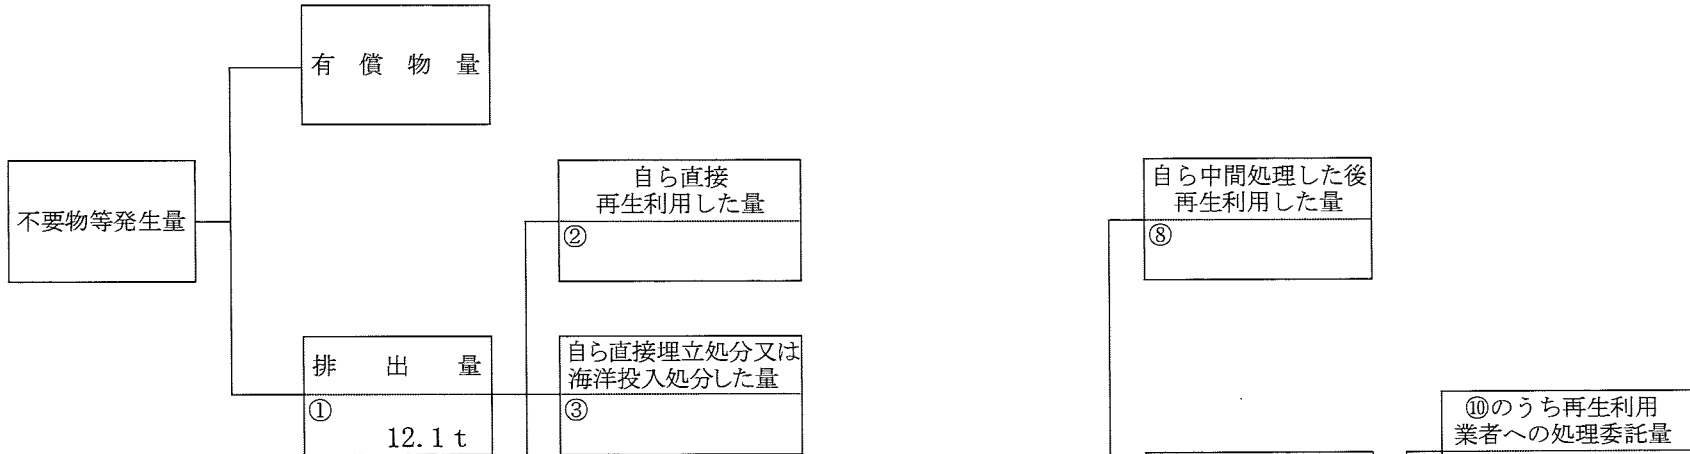 有償物量
不要物等発生量
自ら直接
再生利用した量
②
自ら中間処理した後
再生利用した量
⑧
排出量
①
12.1 t
自ら直接埋立処分又は
海洋投入処分した量
③
⑩のうち再生利用
業者への処理委託量